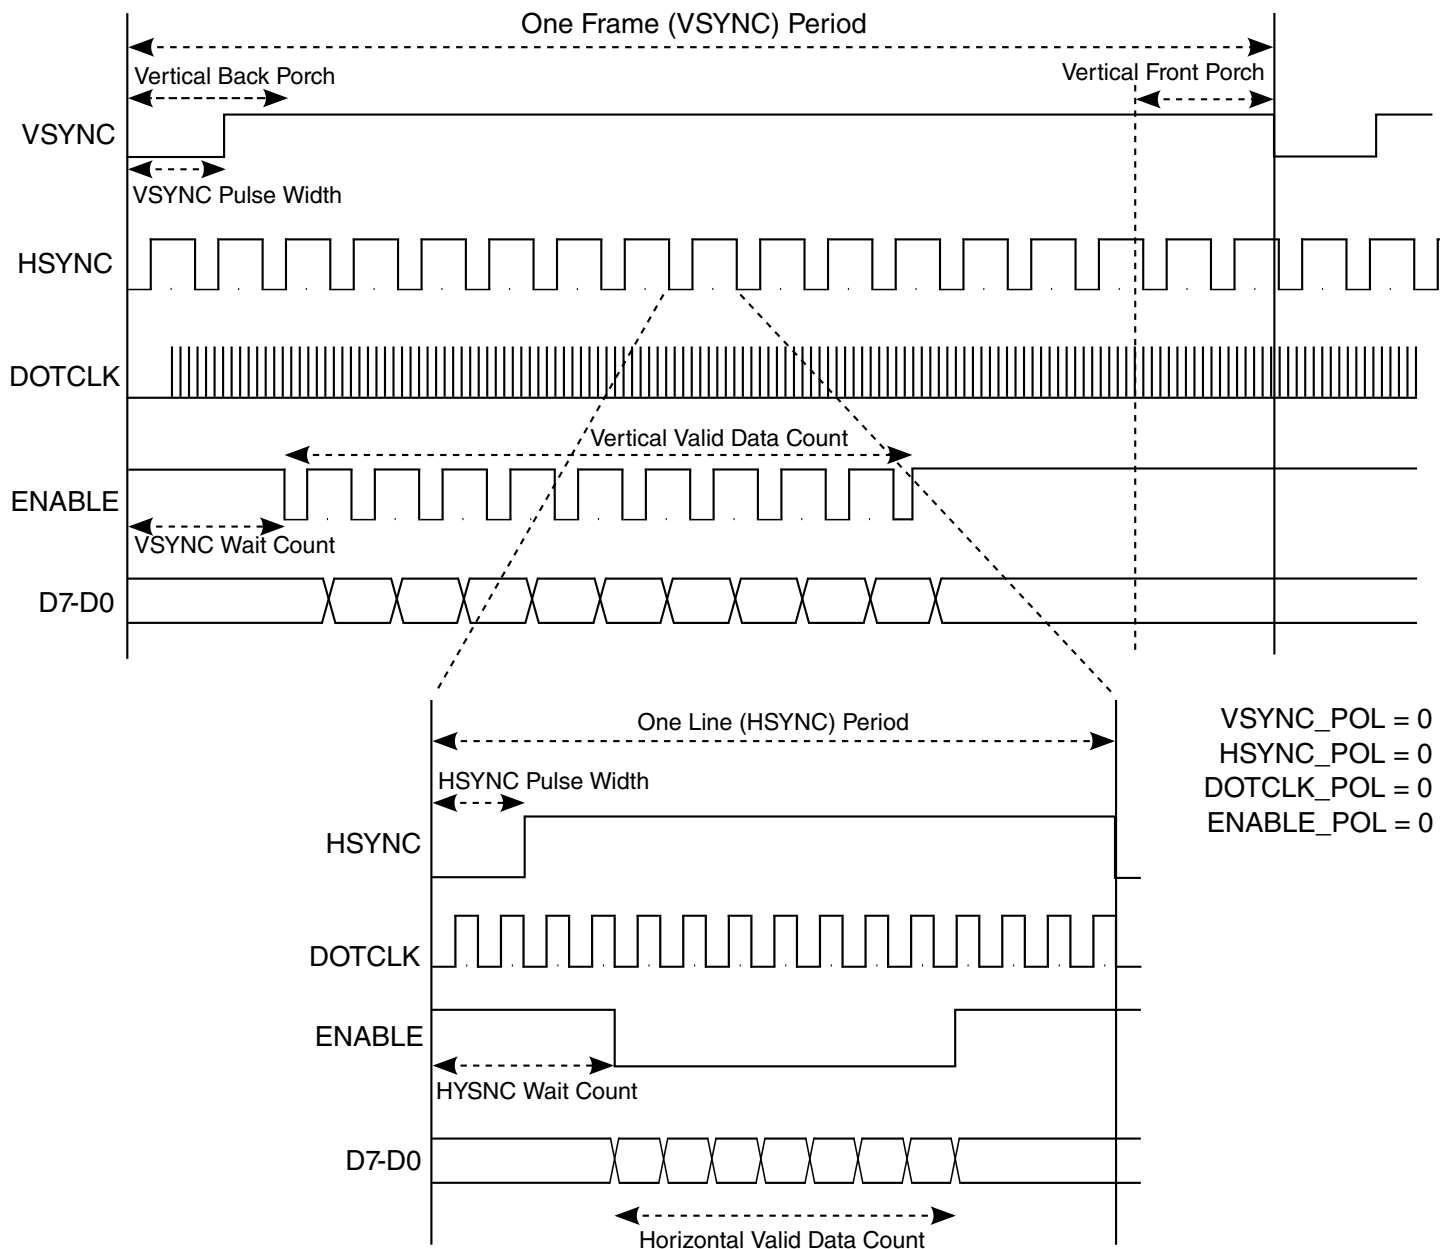 One Frame (VSYNC) Period
Vertical Back Porch
Vertical Front Porch
VSYNC
VSYNC Pulse Width
HSYNC
DOTCLK
Vertical Valid Data Count
ENABLE
VSYNC Wait Count
D7-D0
One Line (HSYNC) Period
VSYNC_POL = 0
HSYNC_POL = 0
DOTCLK_POL = 0
ENABLE_POL = 0
HSYNC Pulse Width
HSYNC
DOTCLK
ENABLE
HYSNC Wait Count
D7-D0
Horizontal Valid Data Count